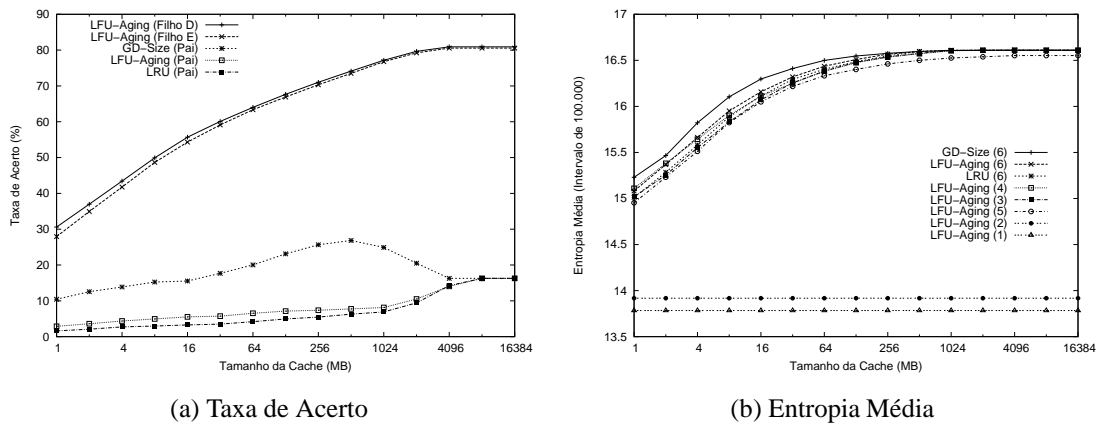 Taxa de Acerto (%)
90
80
70
60
50
40
30
20
10
0
LFU−Aging (Filho D)
LFU−Aging (Filho E)
GD−Size (Pai)
LFU−Aging (Pai)
LRU (Pai)
1 4 16 64 256 1024 4096 16384
Tamanho da Cache (MB)
(a) Taxa de Acerto
Entropia Média (Intervalo de 100.000)
17
16.5
16
15.5
15
14.5
14
13.5
GD−Size (6)
LFU−Aging (6)
LRU (6)
LFU−Aging (4)
LFU−Aging (3)
LFU−Aging (5)
LFU−Aging (2)
LFU−Aging (1)
1 4 16 64 256 1024 4096 16384
Tamanho da Cache (MB)
(b) Entropia Média